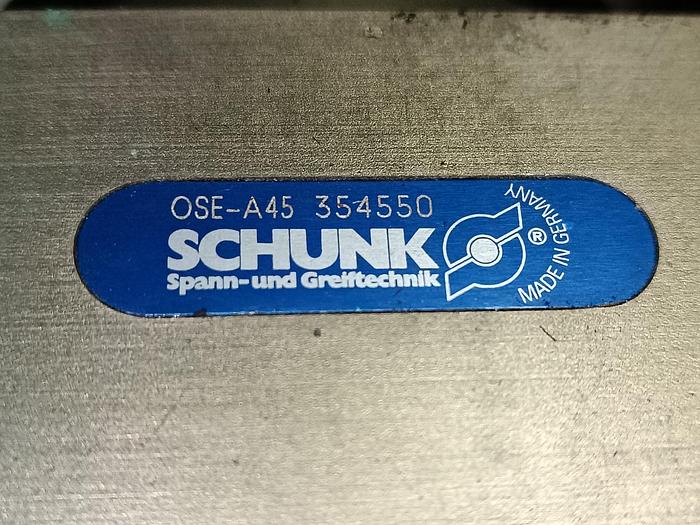 OSE-A45 354550
SCHUNK
Spann-und Greiftechnik
®
MADE IN GERMANY